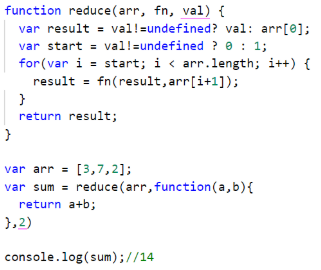 function reduce(arr, fn, val) {
  var result = val!=undefined? val: arr[0];
  var start = val!=undefined ? 0 : 1;
  for(var i = start; i < arr.length; i++) {
    result = fn(result,arr[i+1]);
  }
  return result;
}

var arr = [3,7,2];
var sum = reduce(arr,function(a,b){
  return a+b;
},2)

console.log(sum);//14